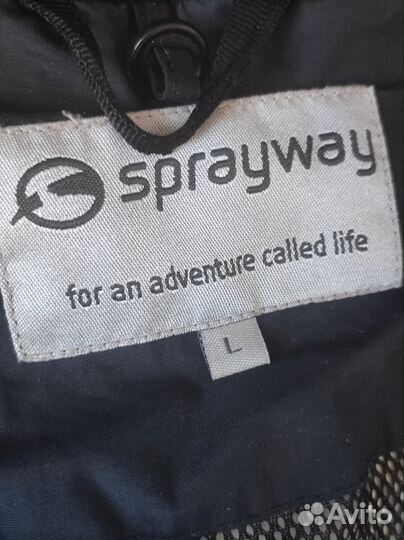 sprayway
for an adventure called life
L
Avito